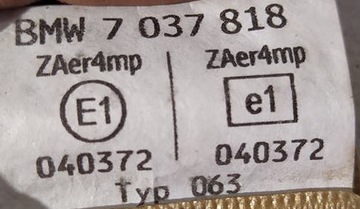 BMW 7 037 818
ZAer4mp ZAer4mp
E1 e1
040372 040372
Typ 063